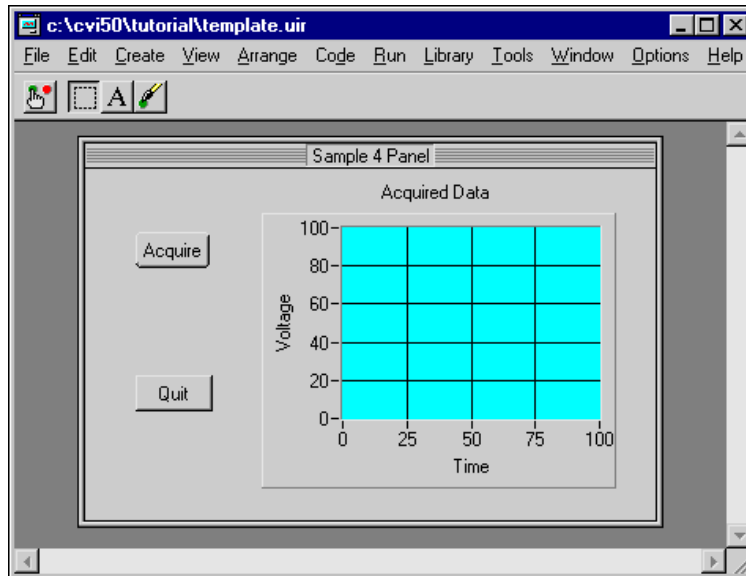 c:\cvi50\tutorial\template.uir
File Edit Create View Arrange Code Run Library Tools Window Options Help
A
Sample 4 Panel
Acquired Data
Acquire
Quit
Voltage
100
80
60
40
20
0
0 25 50 75 100
Time